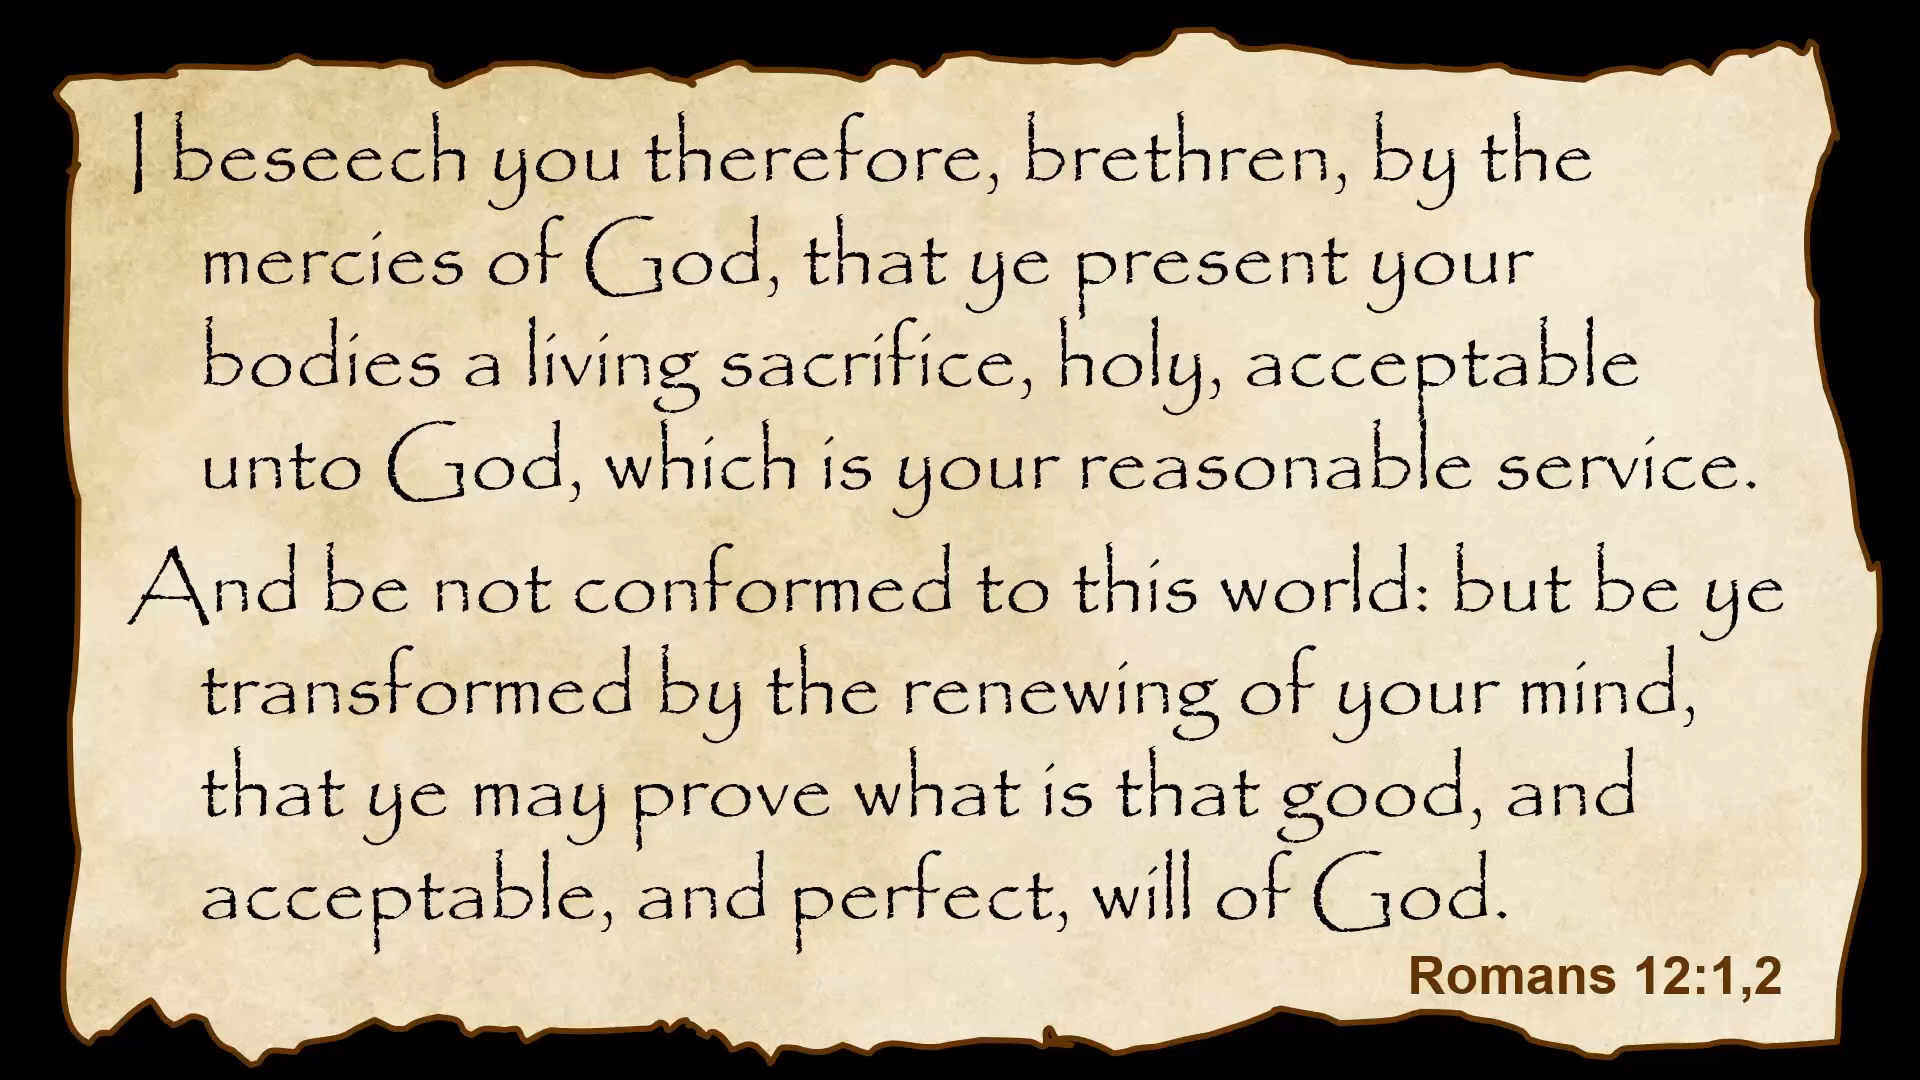 I beseech you therefore, brethren, by the
mercies of God, that ye present your
bodies a living sacrifice, holy, acceptable
unto God, which is your reasonable service.
And be not conformed to this world: but be ye
transformed by the renewing of your mind,
that ye may prove what is that good, and
acceptable, and perfect, will of God.
Romans 12:1,2